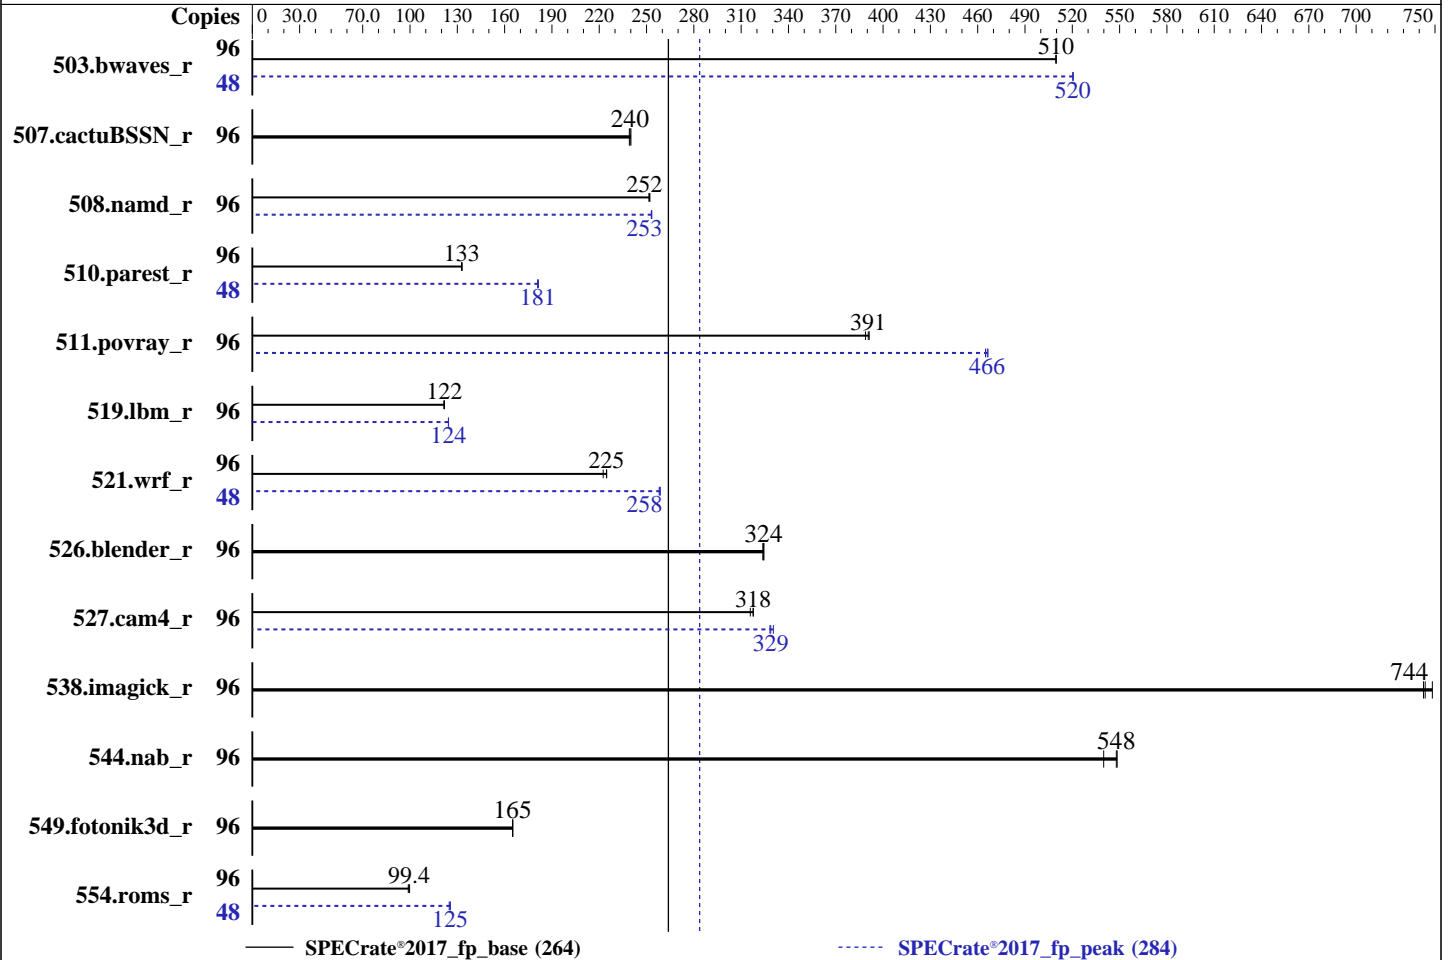 Copies 0 30.0 70.0 100 130 160 190 220 250 280 310 340 370 400 430 460 490 520 550 580 610 640 670 700 750
503.bwaves_r 96 510
48 520
507.cactuBSSN_r 96 240
508.namd_r 96 252
253
510.parest_r 96 133
48 181
511.povray_r 96 391
466
519.lbm_r 96 122
124
521.wrf_r 96 225
48 258
526.blender_r 96 324
527.cam4_r 96 318
329
538.imagick_r 96 744
544.nab_r 96 548
549.fotonik3d_r 96 165
554.roms_r 96 99.4
48 125
SPECrate®2017_fp_base (264) SPECrate®2017_fp_peak (284)